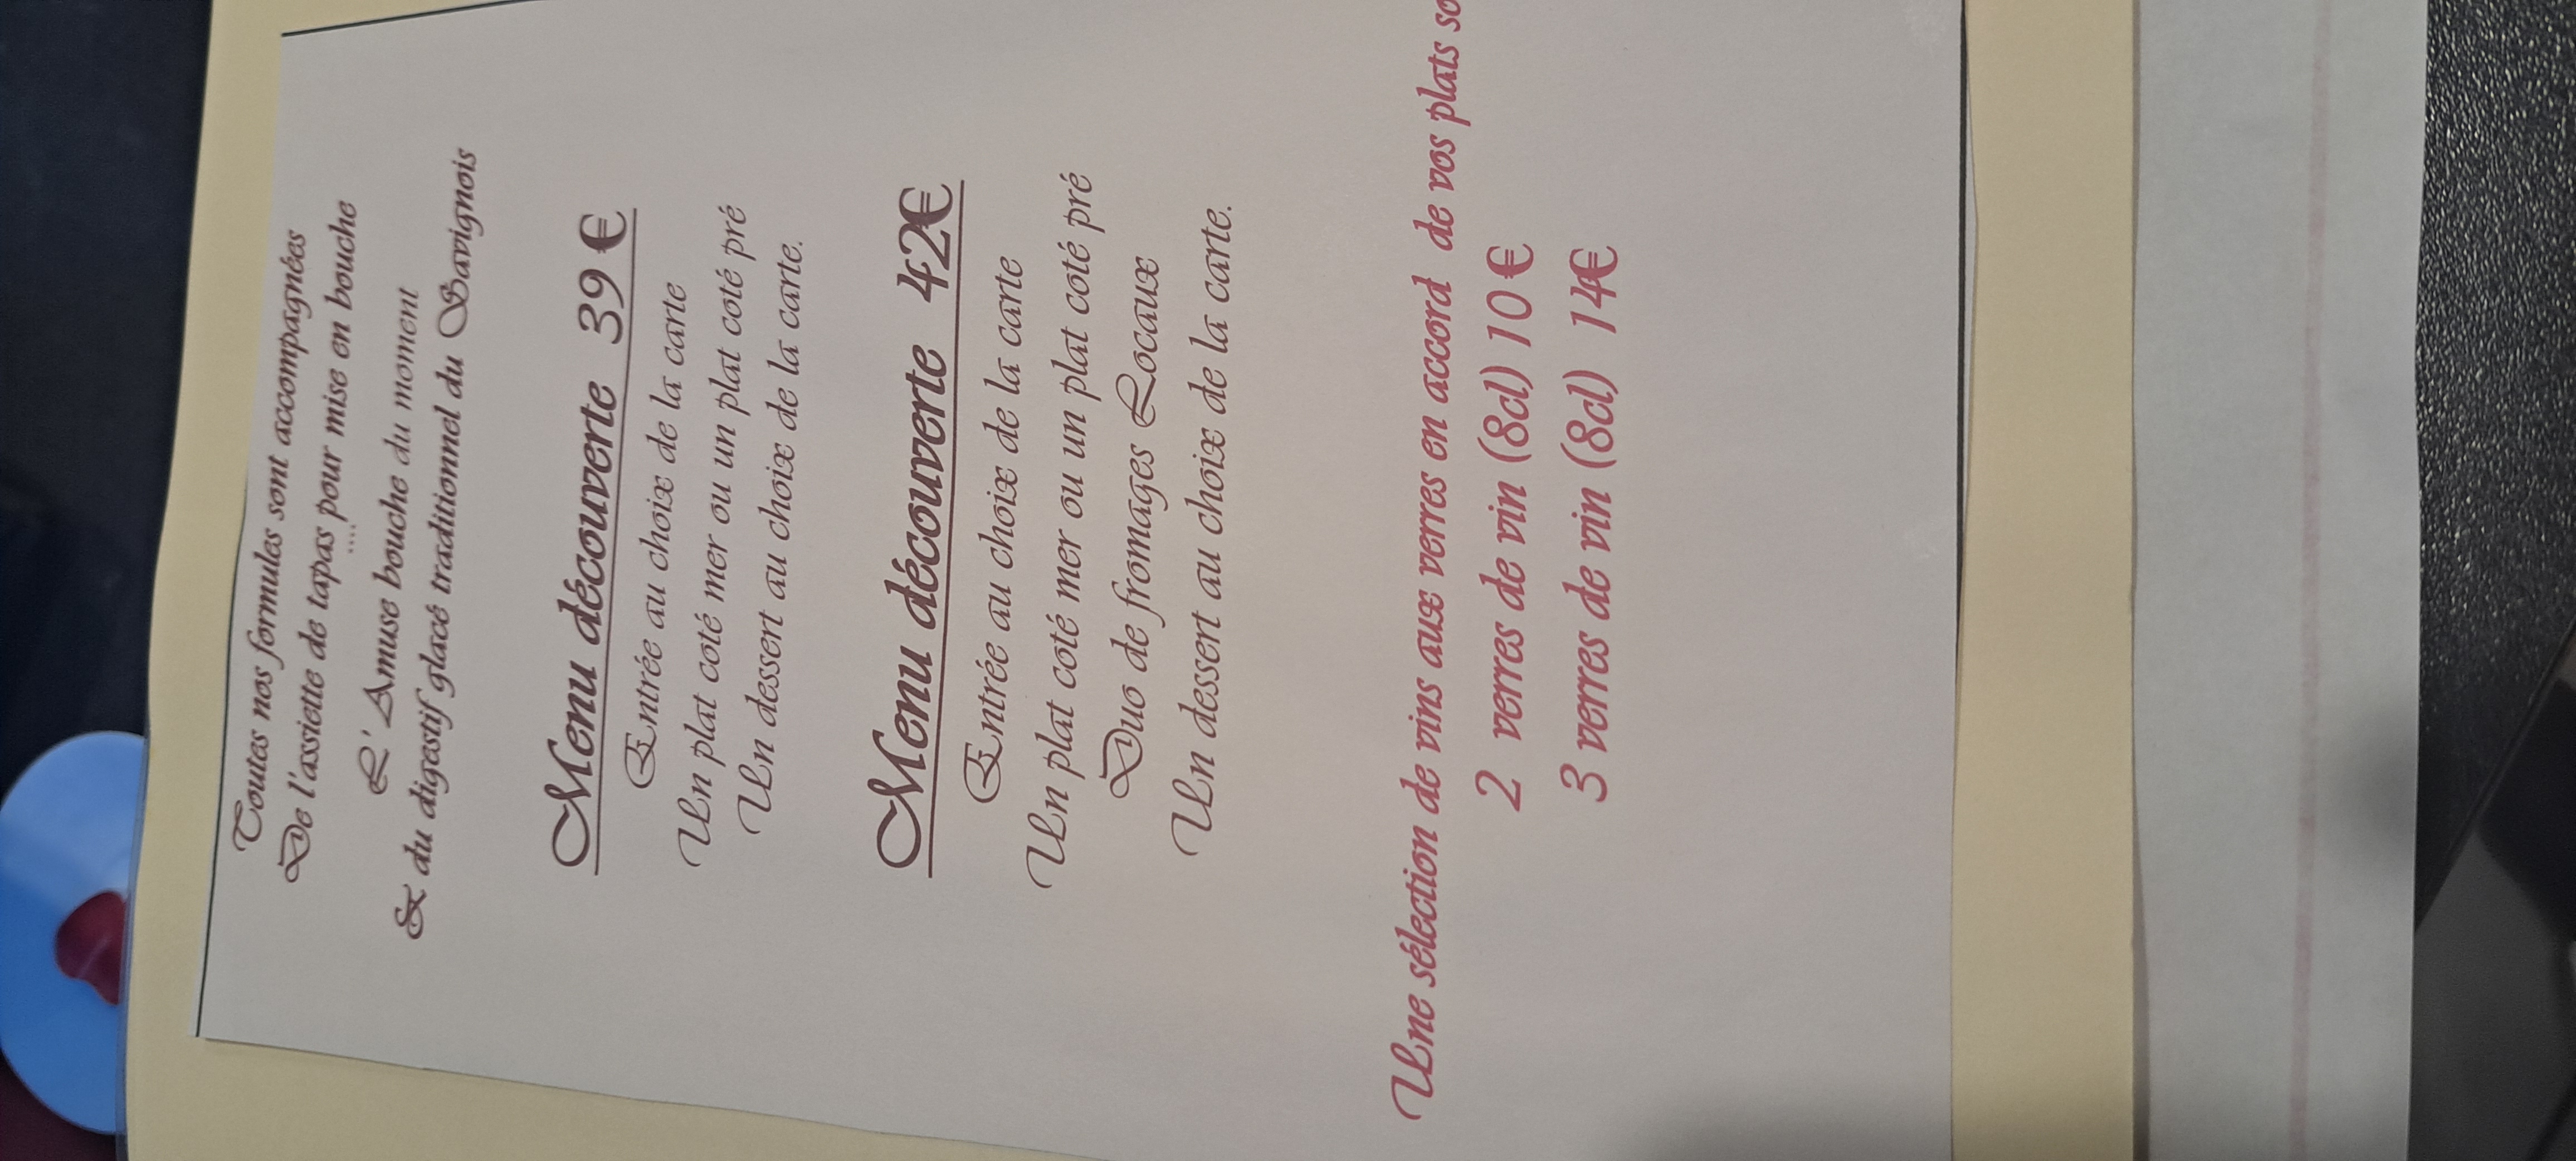 Toutes nos formules sont accompagnées
De l'assiette de tapas pour mise en bouche
....
L' Amuse bouche du moment
& du digestif glacé traditionnel du Savignois
Menu découverte 39 €
Entrée au choix de la carte
Un plat coté mer ou un plat coté pré
Un dessert au choix de la carte.
Menu découverte 42€
Entrée au choix de la carte
Un plat coté mer ou un plat coté pré
Duo de fromages Locaux
Un dessert au choix de la carte.
Une sélection de vins aux verres en accord de vos plats
2 verres de vin (8cl) 10 €
3 verres de vin (8cl) 14€